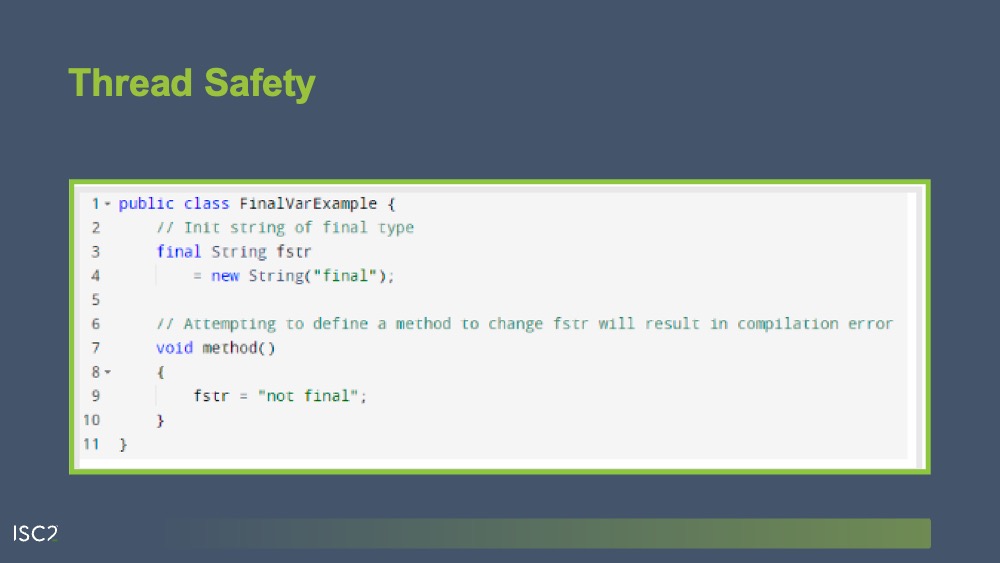 Thread Safety
1 public class FinalVarExample {
2 // Init string of final type
3 final String fstr
4 = new String("final");
5
6 // Attempting to define a method to change fstr will result in compilation error
7 void method()
8 {
9 fstr = "not final";
10 }
11 }
ISC2